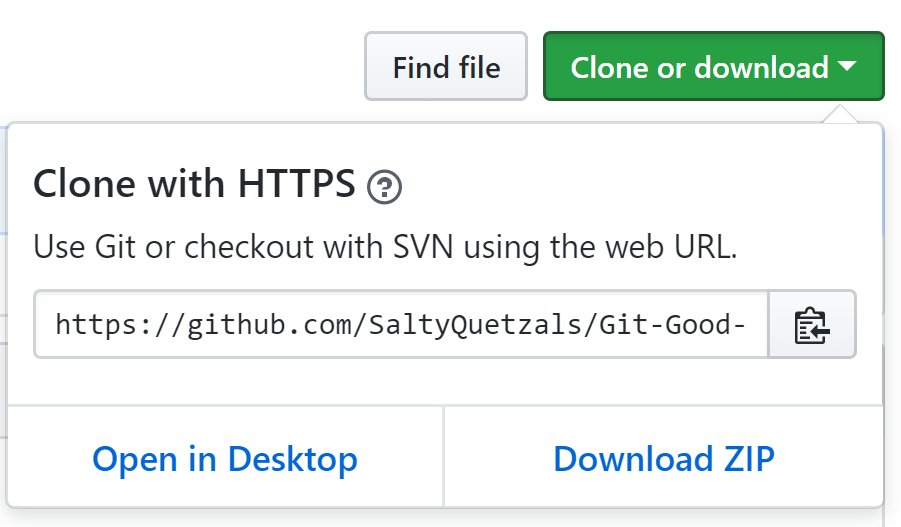 Find file
Clone or download
Clone with HTTPS ?
Use Git or checkout with SVN using the web URL.
https://github.com/SaltyQuetzals/Git-Good-
Open in Desktop
Download ZIP